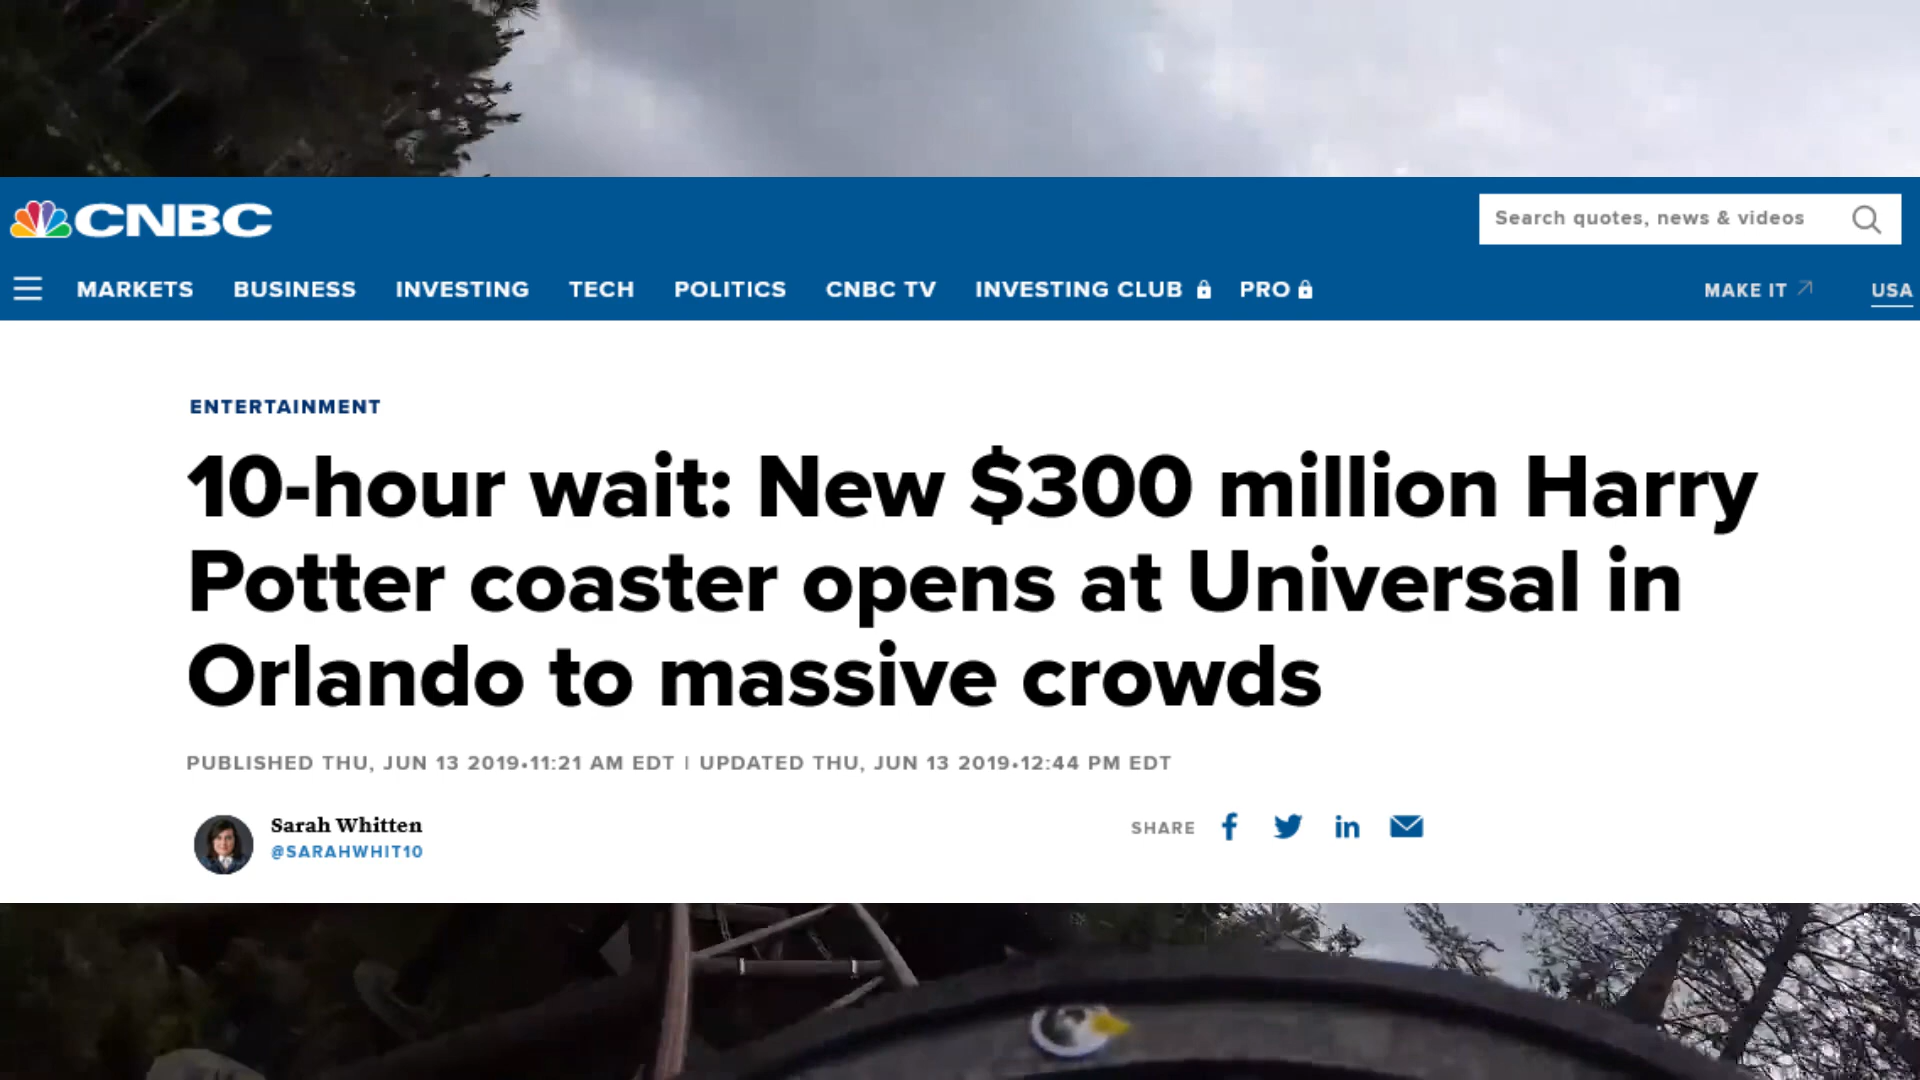 CNBC
Search quotes, news & videos
MARKETS BUSINESS INVESTING TECH POLITICS CNBC TV INVESTING CLUB PRO MAKE IT USA
ENTERTAINMENT
10-hour wait: New $300 million Harry
Potter coaster opens at Universal in
Orlando to massive crowds
PUBLISHED THU, JUN 13 2019•11:21 AM EDT | UPDATED THU, JUN 13 2019•12:44 PM EDT
Sarah Whitten
@SARAHWHIT10
SHARE